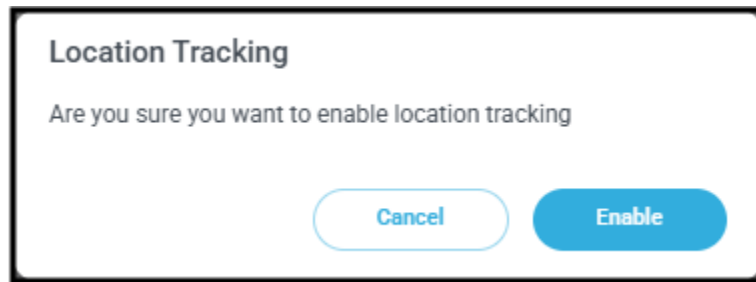 Location Tracking
Are you sure you want to enable location tracking
Cancel Enable